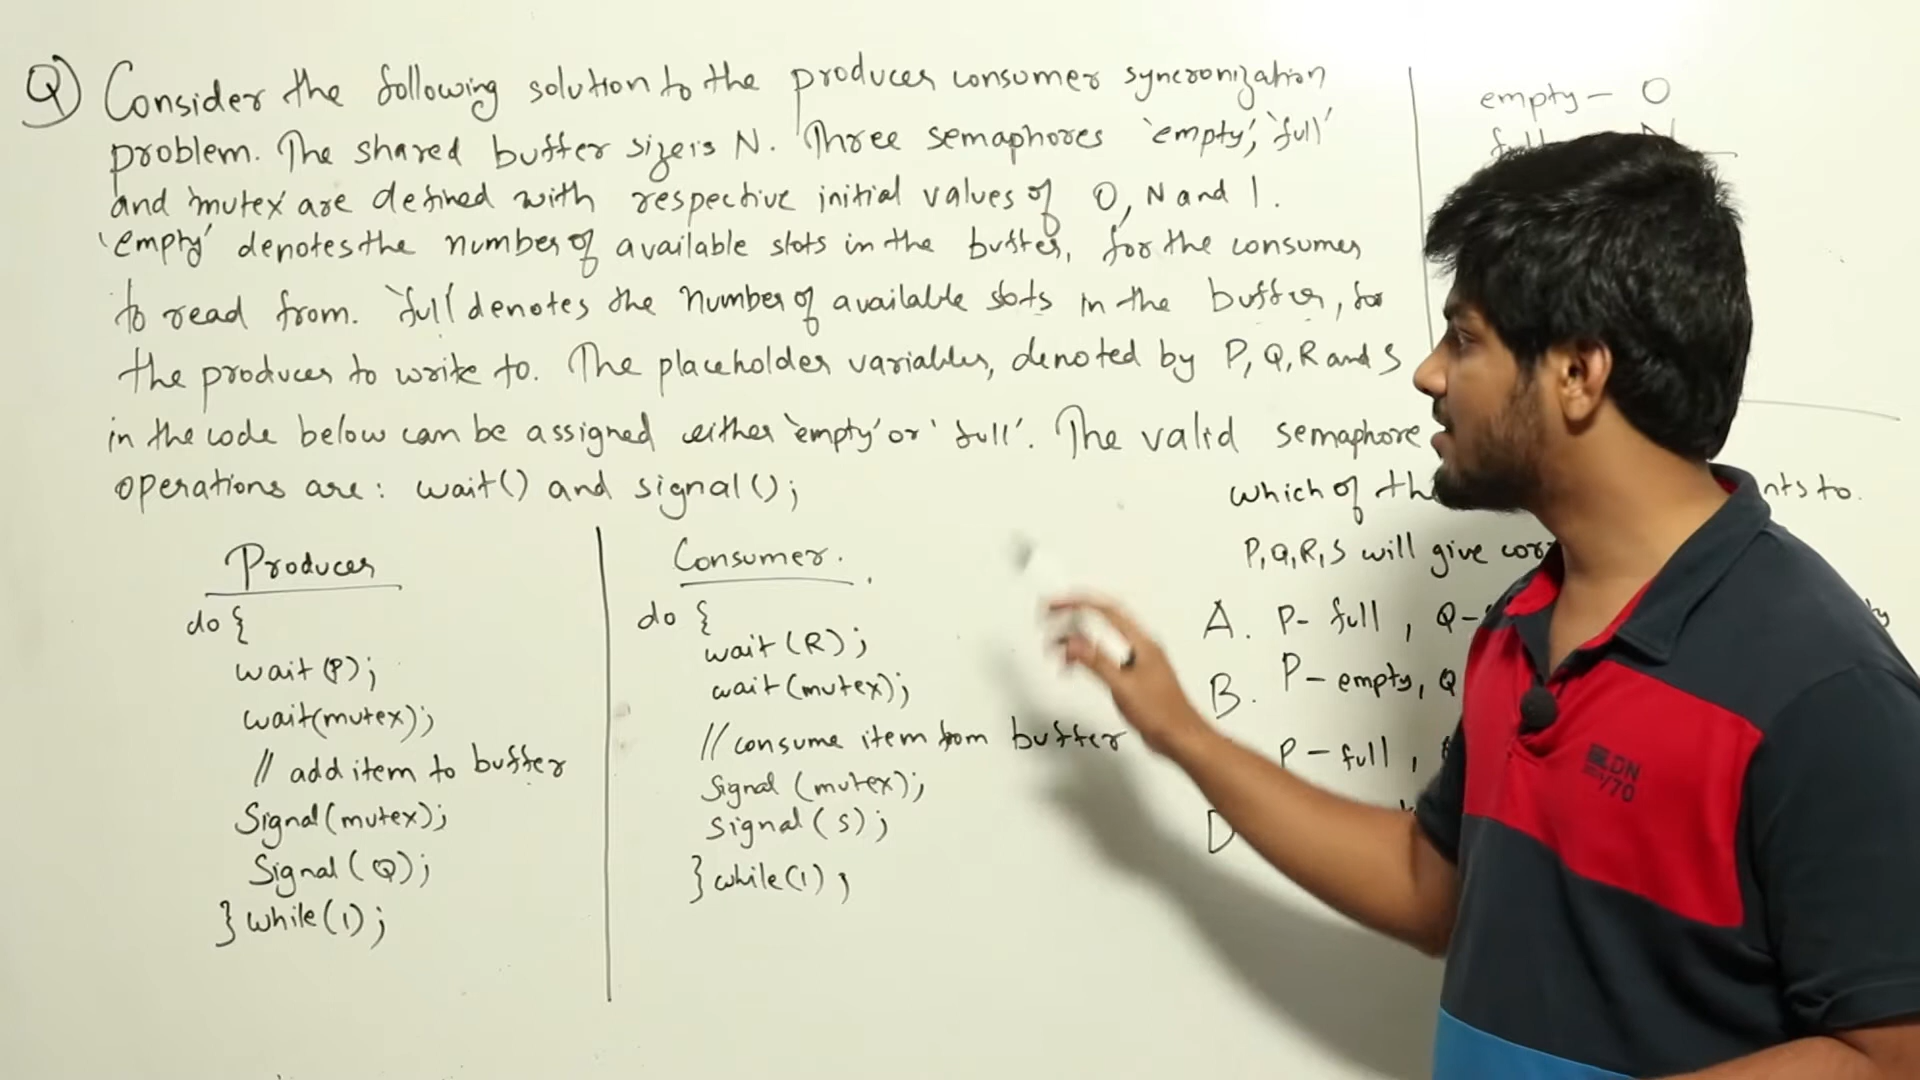 Q) Consider the following solution to the producer consumer syncronization
problem. The shared buffer size is N. Three semaphores 'empty', 'full'
and 'mutex' are defined with respective initial values of 0, N and 1.
'empty' denotes the number of available slots in the buffer, for the consumer
to read from. 'full' denotes the number of available slots in the buffer, for
the producer to write to. The placeholder variables, denoted by P, Q, R and S
in the code below can be assigned either 'empty' or 'full'. The valid semaphore
operations are: wait() and signal();
Producer
do {
wait(P);
wait(mutex);
// add item to buffer
Signal(mutex);
Signal(Q);
} while(1);
Consumer.
do {
wait(R);
wait(mutex);
// consume item from buffer
Signal(mutex);
Signal(S);
} while(1);
empty - 0
full N
which of the to.
P, Q, R, S will give
A. P- full, Q-
B. P- empty, Q
P- full,
D
DN